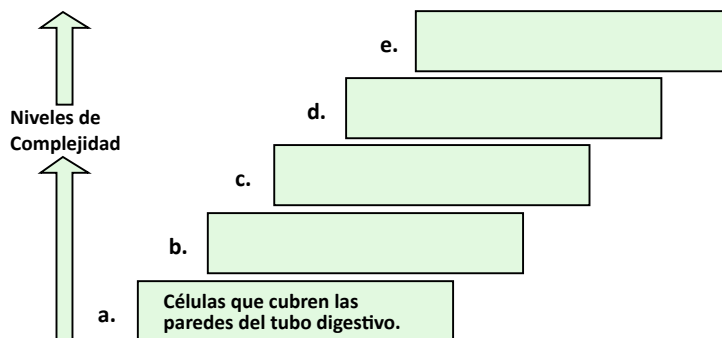 e.
d.
Niveles de
Complejidad
c.
b.
a.
Células que cubren las
paredes del tubo digestivo.